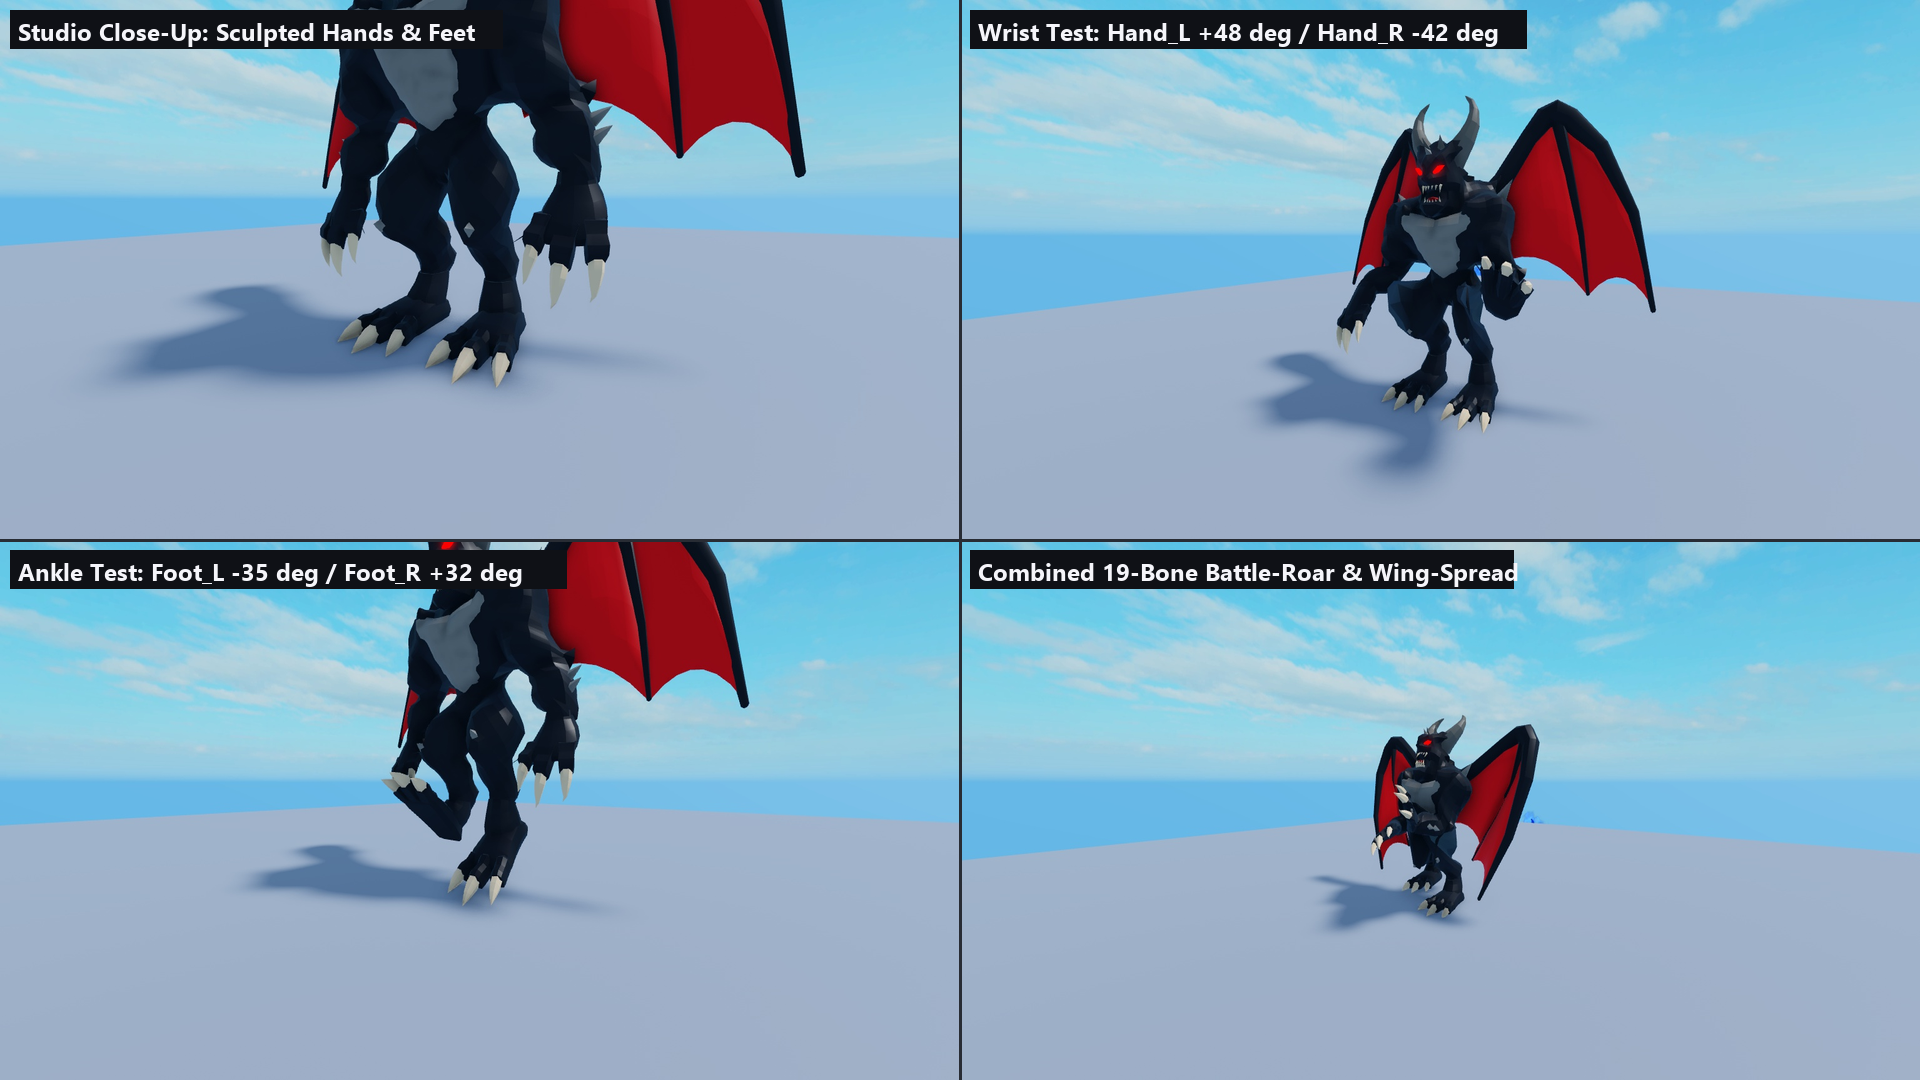 Studio Close-Up: Sculpted Hands & Feet
Wrist Test: Hand_L +48 deg / Hand_R -42 deg
Ankle Test: Foot_L -35 deg / Foot_R +32 deg
Combined 19-Bone Battle-Roar & Wing-Spread